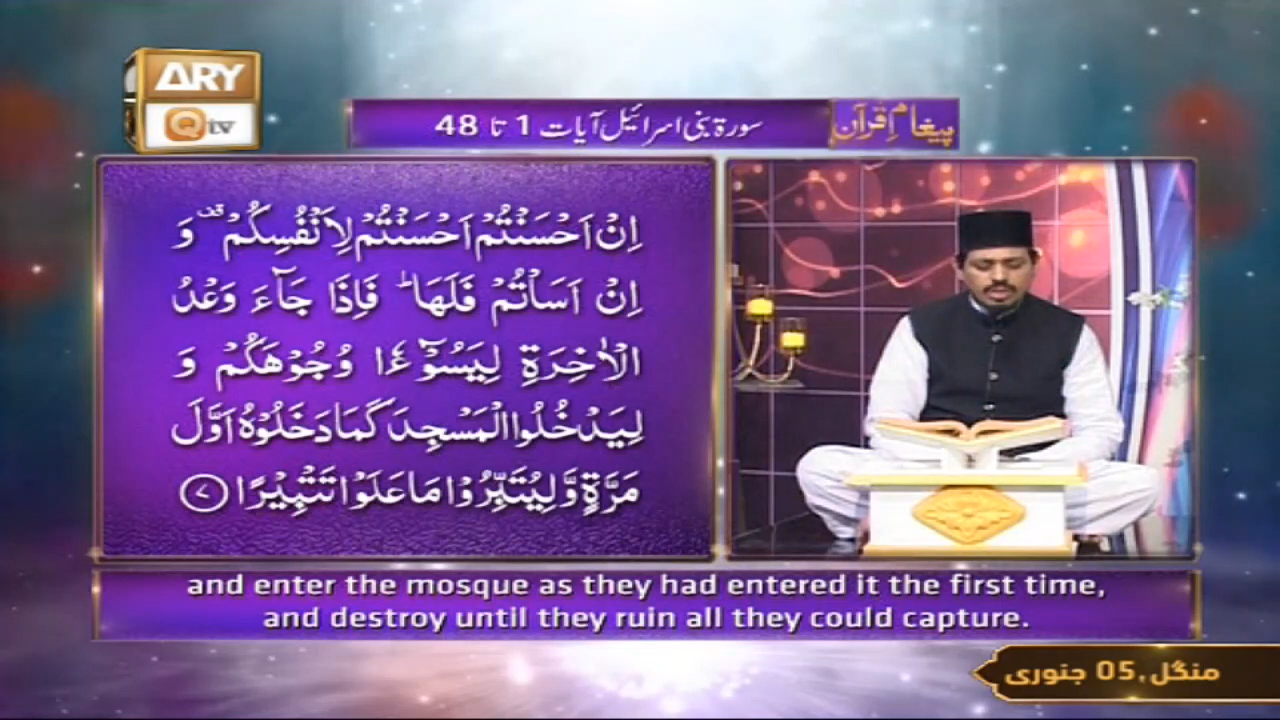 ARY
Qtv
پیغامِ قرآن
سورۃ بنی اسرائیل آیات 1 تا 48
اِنْ اَحْسَنْتُمْ اَحْسَنْتُمْ لِاَنْفُسِكُمْ ۫ وَ
اِنْ اَسَاْتُمْ فَلَهَا ؕ فَاِذَا جَآءَ وَعْدُ
الْاٰخِرَةِ لِیَسُوْٓءٗا وُجُوْهَكُمْ وَ
لِیَدْخُلُوا الْمَسْجِدَ كَمَا دَخَلُوْهُ اَوَّلَ
مَرَّةٍ وَّ لِیُتَبِّرُوْا مَا عَلَوْا تَتْبِیْرًا ﴿۷﴾
and enter the mosque as they had entered it the first time,
and destroy until they ruin all they could capture.
منگل, 05 جنوری